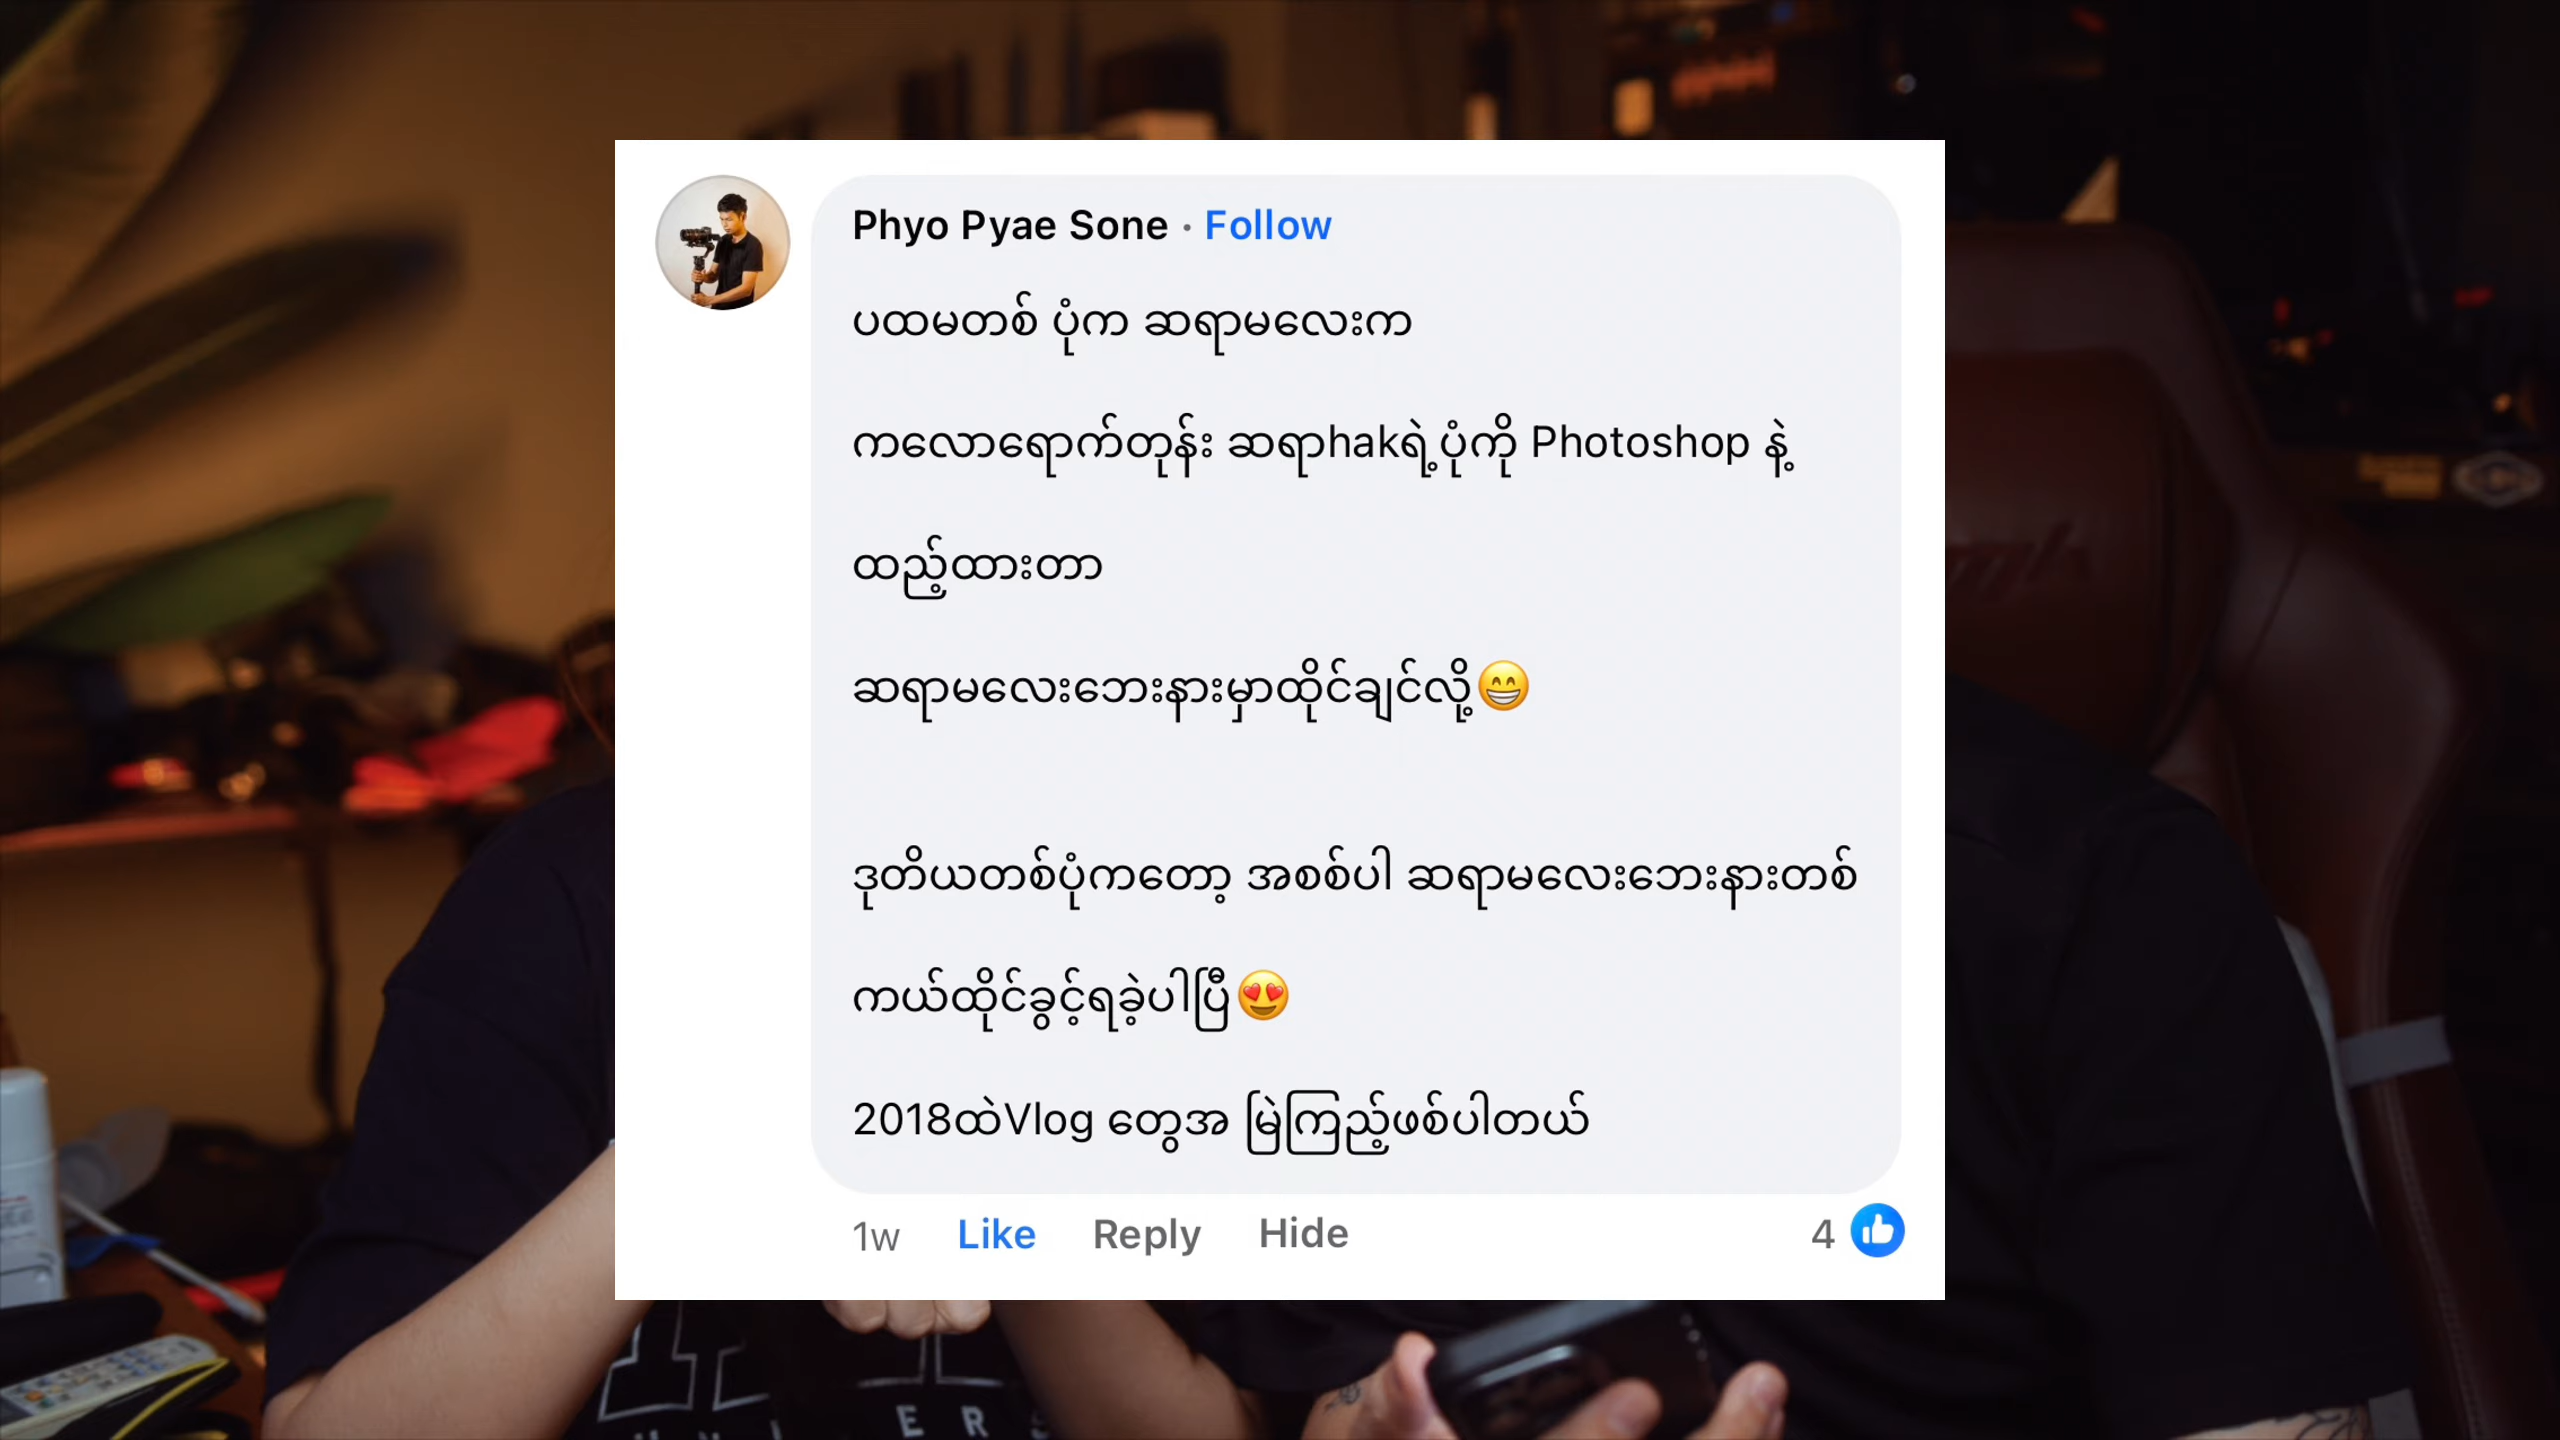 Phyo Pyae Sone · Follow
ပထမတစ် ပုံက ဆရာမလေးက
ကလောရောက်တုန်း ဆရာhakရဲ့ပုံကို Photoshop နဲ့
ထည့်ထားတာ
ဆရာမလေးဘေးနားမှာထိုင်ချင်လို့😁
ဒုတိယတစ်ပုံကတော့ အစစ်ပါ ဆရာမလေးဘေးနားတစ်
ကယ်ထိုင်ခွင့်ရခဲ့ပါပြီ😍
2018ထဲVlog တွေအ မြဲကြည့်ဖစ်ပါတယ်
1w Like Reply Hide 4
E R